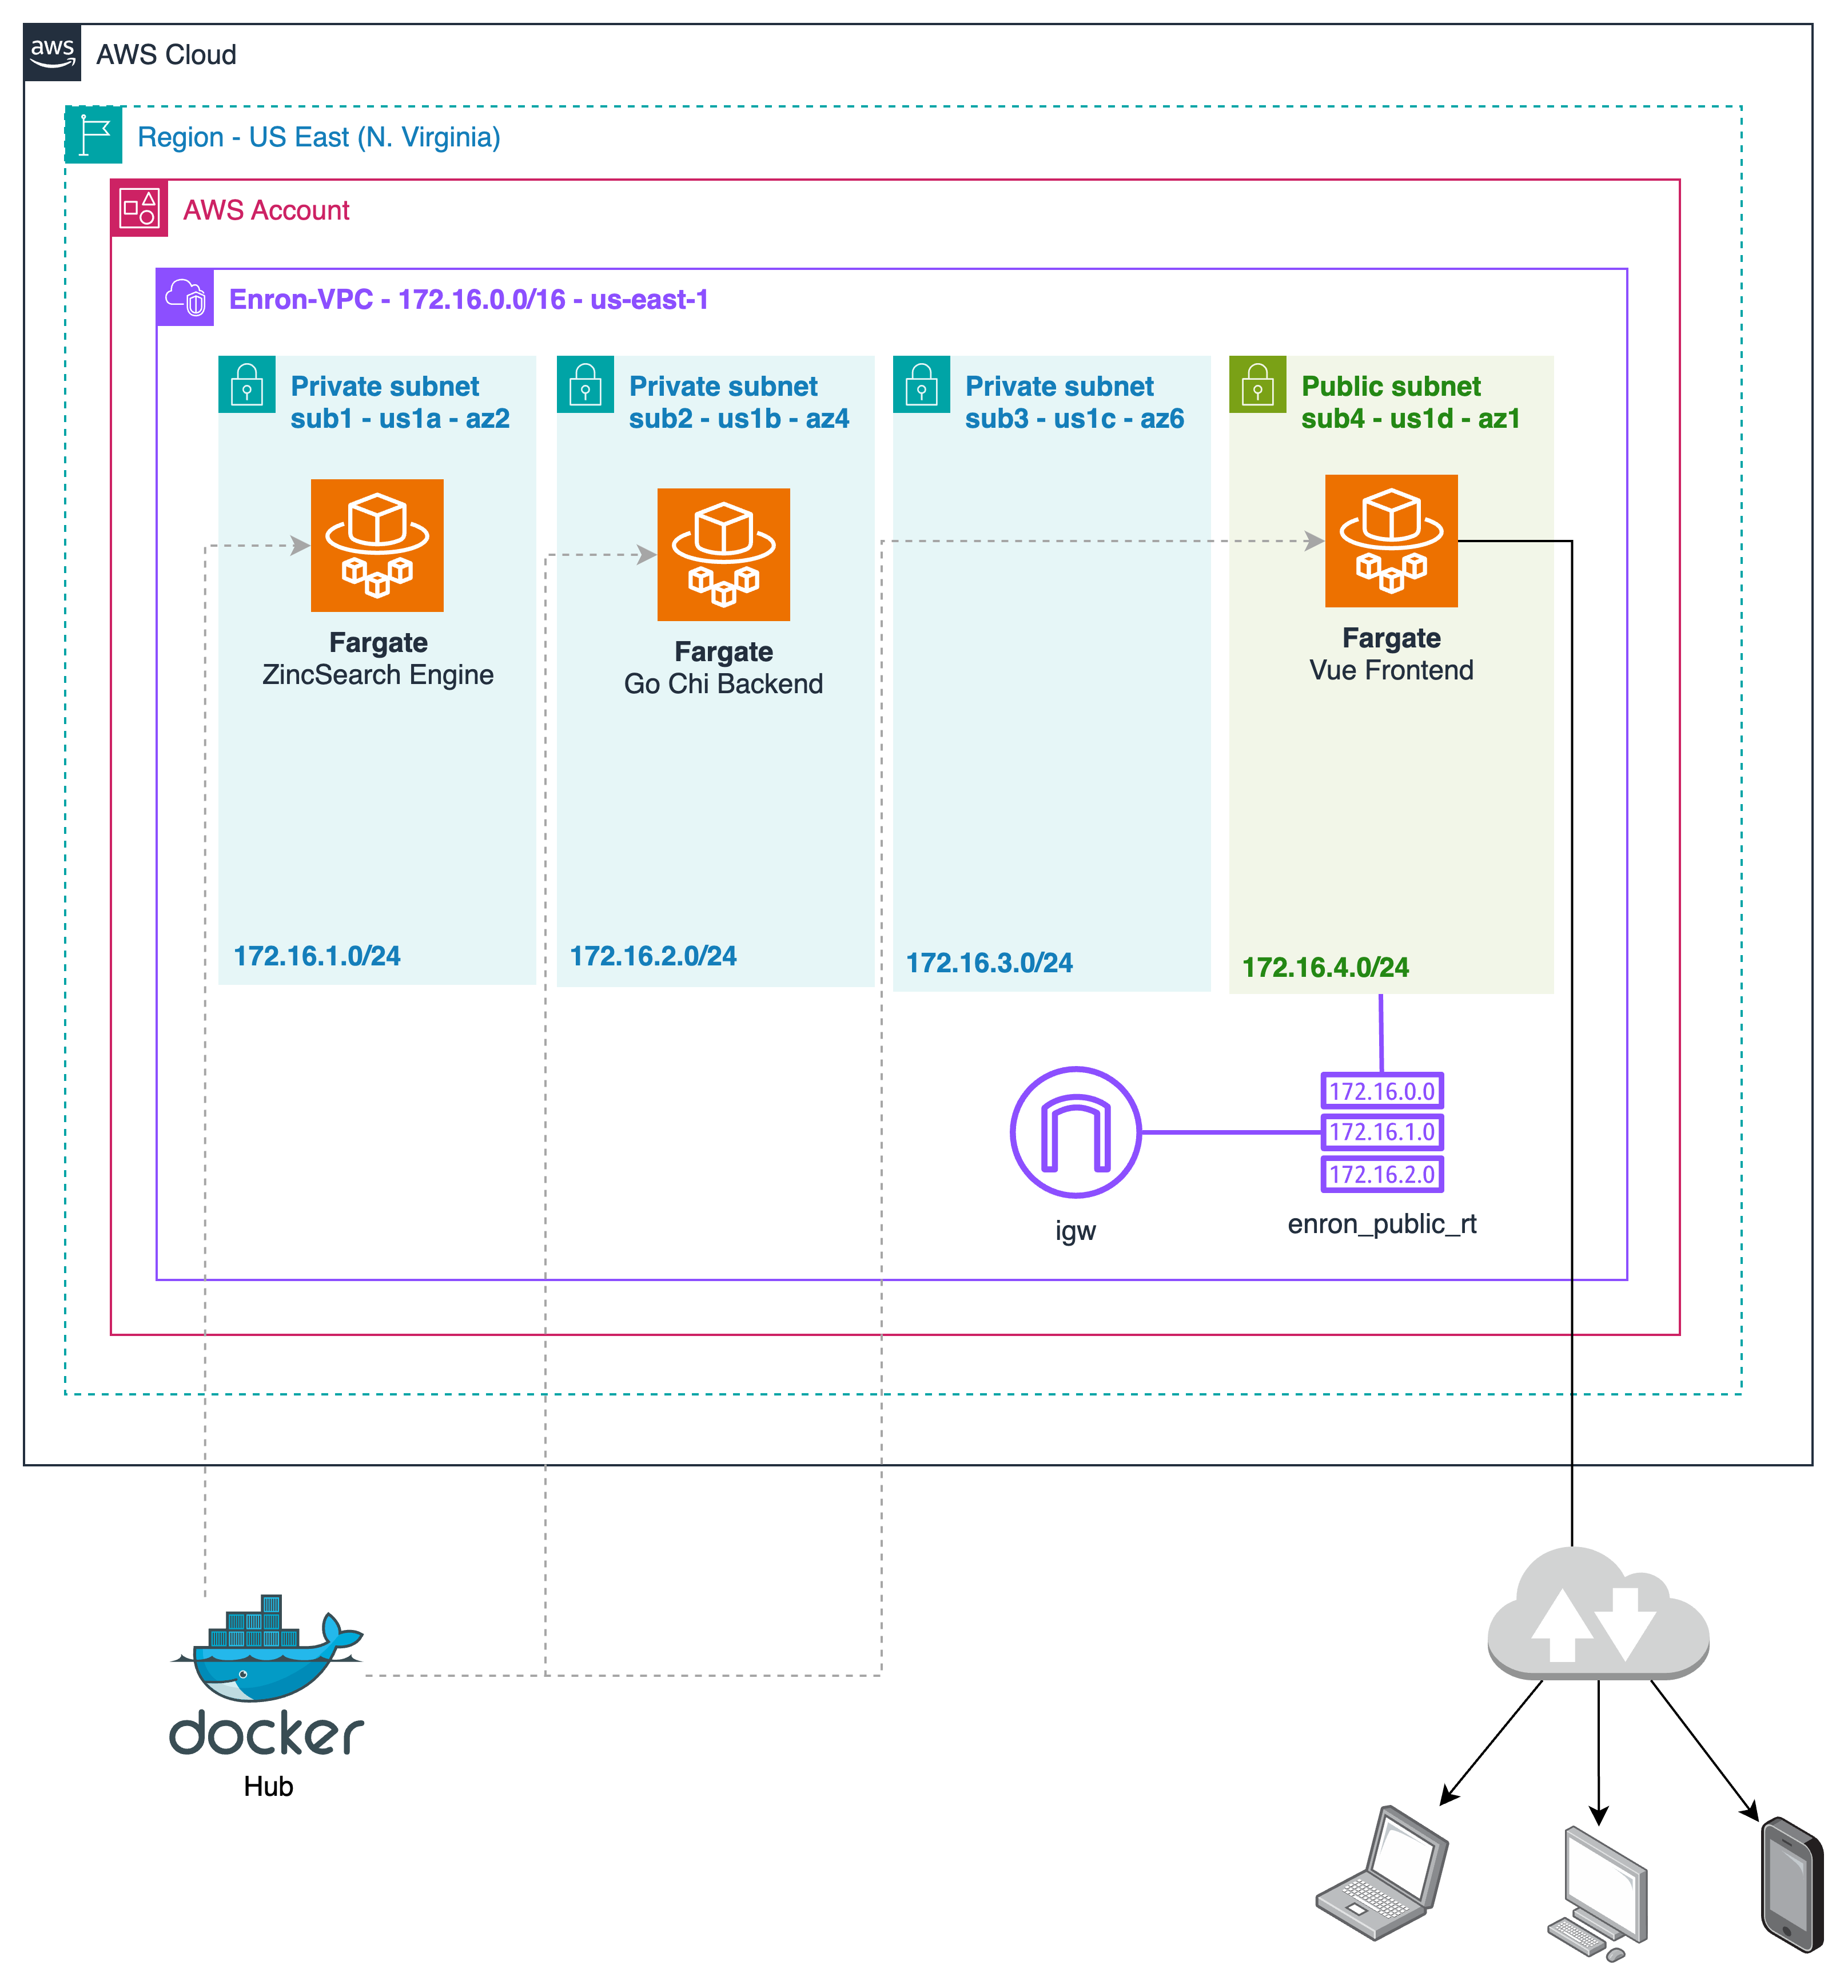 aws
AWS Cloud
Region - US East (N. Virginia)
AWS Account
Enron-VPC - 172.16.0.0/16 - us-east-1
Private subnet
sub1 - us1a - az2
Private subnet
sub2 - us1b - az4
Private subnet
sub3 - us1c - az6
Public subnet
sub4 - us1d - az1
Fargate
ZincSearch Engine
Fargate
Go Chi Backend
Fargate
Vue Frontend
172.16.1.0/24
172.16.2.0/24
172.16.3.0/24
172.16.4.0/24
172.16.0.0
172.16.1.0
172.16.2.0
igw
enron_public_rt
docker
Hub